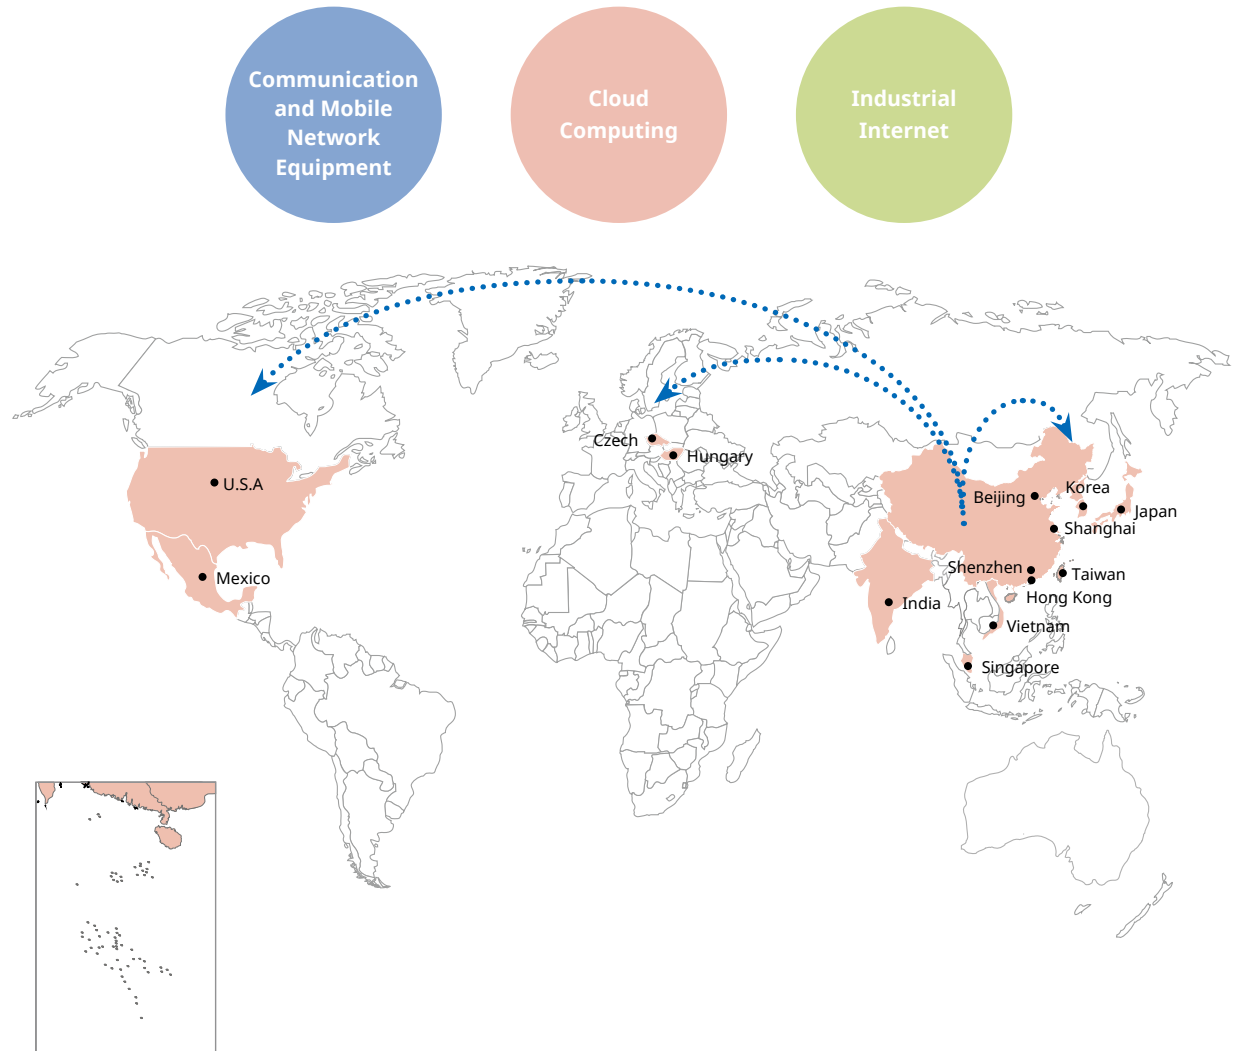 Communication
and Mobile
Network
Equipment
Cloud
Computing
Industrial
Internet
Czech
Hungary
U.S.A
Beijing
Korea
Japan
Shanghai
Shenzhen
Taiwan
Mexico
Hong Kong
India
Vietnam
Singapore